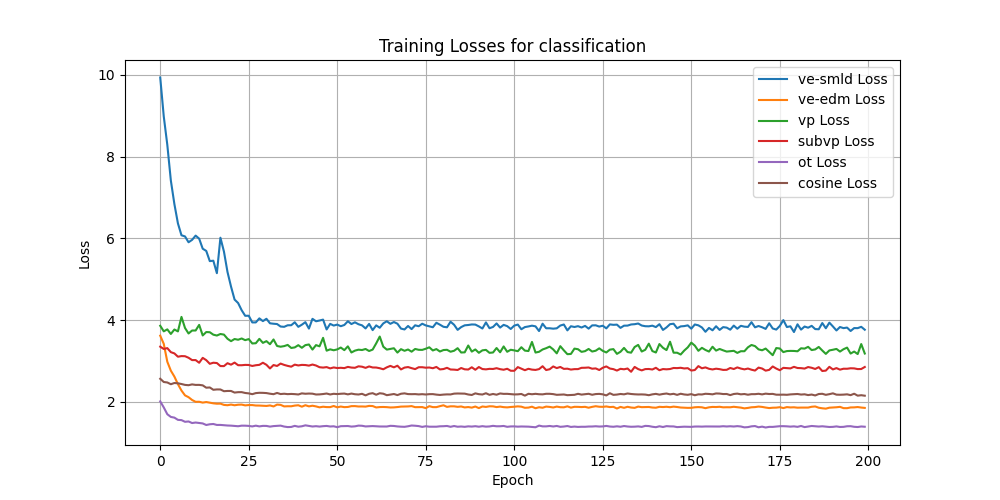 Training Losses for classification
10
8
6
4
2
Loss
ve-smld Loss
ve-edm Loss
vp Loss
subvp Loss
ot Loss
cosine Loss
0 25 50 75 100 125 150 175 200
Epoch